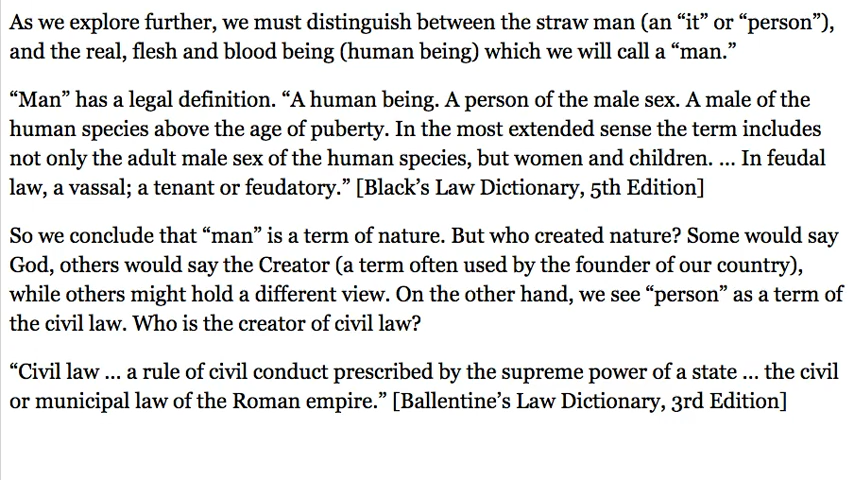 As we explore further, we must distinguish between the straw man (an “it” or “person”),
and the real, flesh and blood being (human being) which we will call a “man.”
“Man” has a legal definition. “A human being. A person of the male sex. A male of the
human species above the age of puberty. In the most extended sense the term includes
not only the adult male sex of the human species, but women and children. ... In feudal
law, a vassal; a tenant or feudatory.” [Black’s Law Dictionary, 5th Edition]
So we conclude that “man” is a term of nature. But who created nature? Some would say
God, others would say the Creator (a term often used by the founder of our country),
while others might hold a different view. On the other hand, we see “person” as a term of
the civil law. Who is the creator of civil law?
“Civil law ... a rule of civil conduct prescribed by the supreme power of a state ... the civil
or municipal law of the Roman empire.” [Ballentine’s Law Dictionary, 3rd Edition]